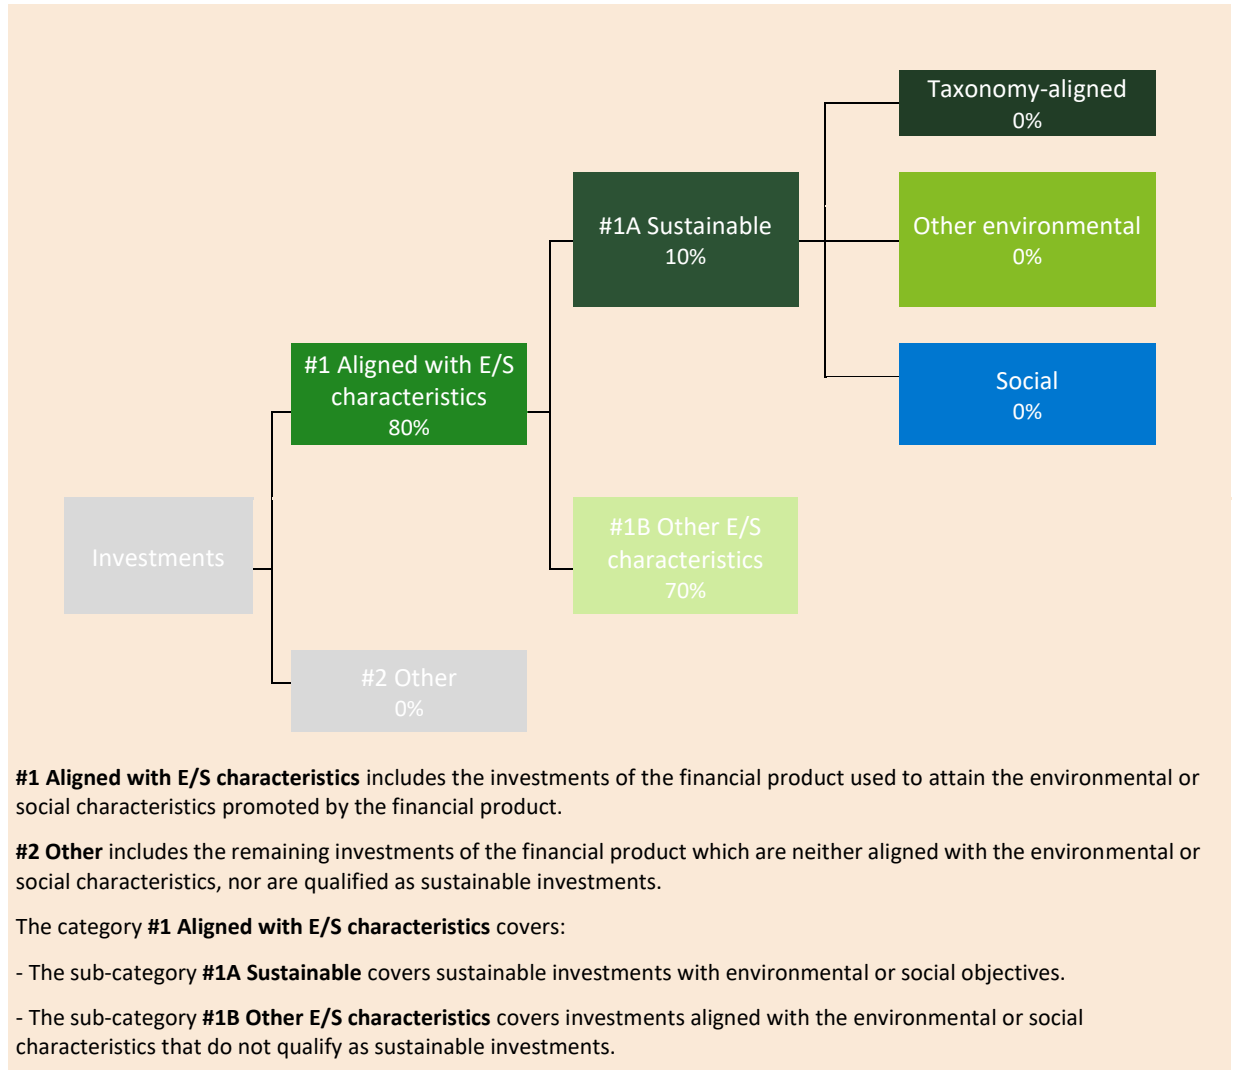 Taxonomy-aligned
0%
#1A Sustainable
10%
Other environmental
0%
#1 Aligned with E/S
characteristics
80%
Social
0%
Investments
#1B Other E/S
characteristics
70%
#2 Other
0%
#1 Aligned with E/S characteristics includes the investments of the financial product used to attain the environmental or
social characteristics promoted by the financial product.
#2 Other includes the remaining investments of the financial product which are neither aligned with the environmental or
social characteristics, nor are qualified as sustainable investments.
The category #1 Aligned with E/S characteristics covers:
- The sub-category #1A Sustainable covers sustainable investments with environmental or social objectives.
- The sub-category #1B Other E/S characteristics covers investments aligned with the environmental or social
characteristics that do not qualify as sustainable investments.